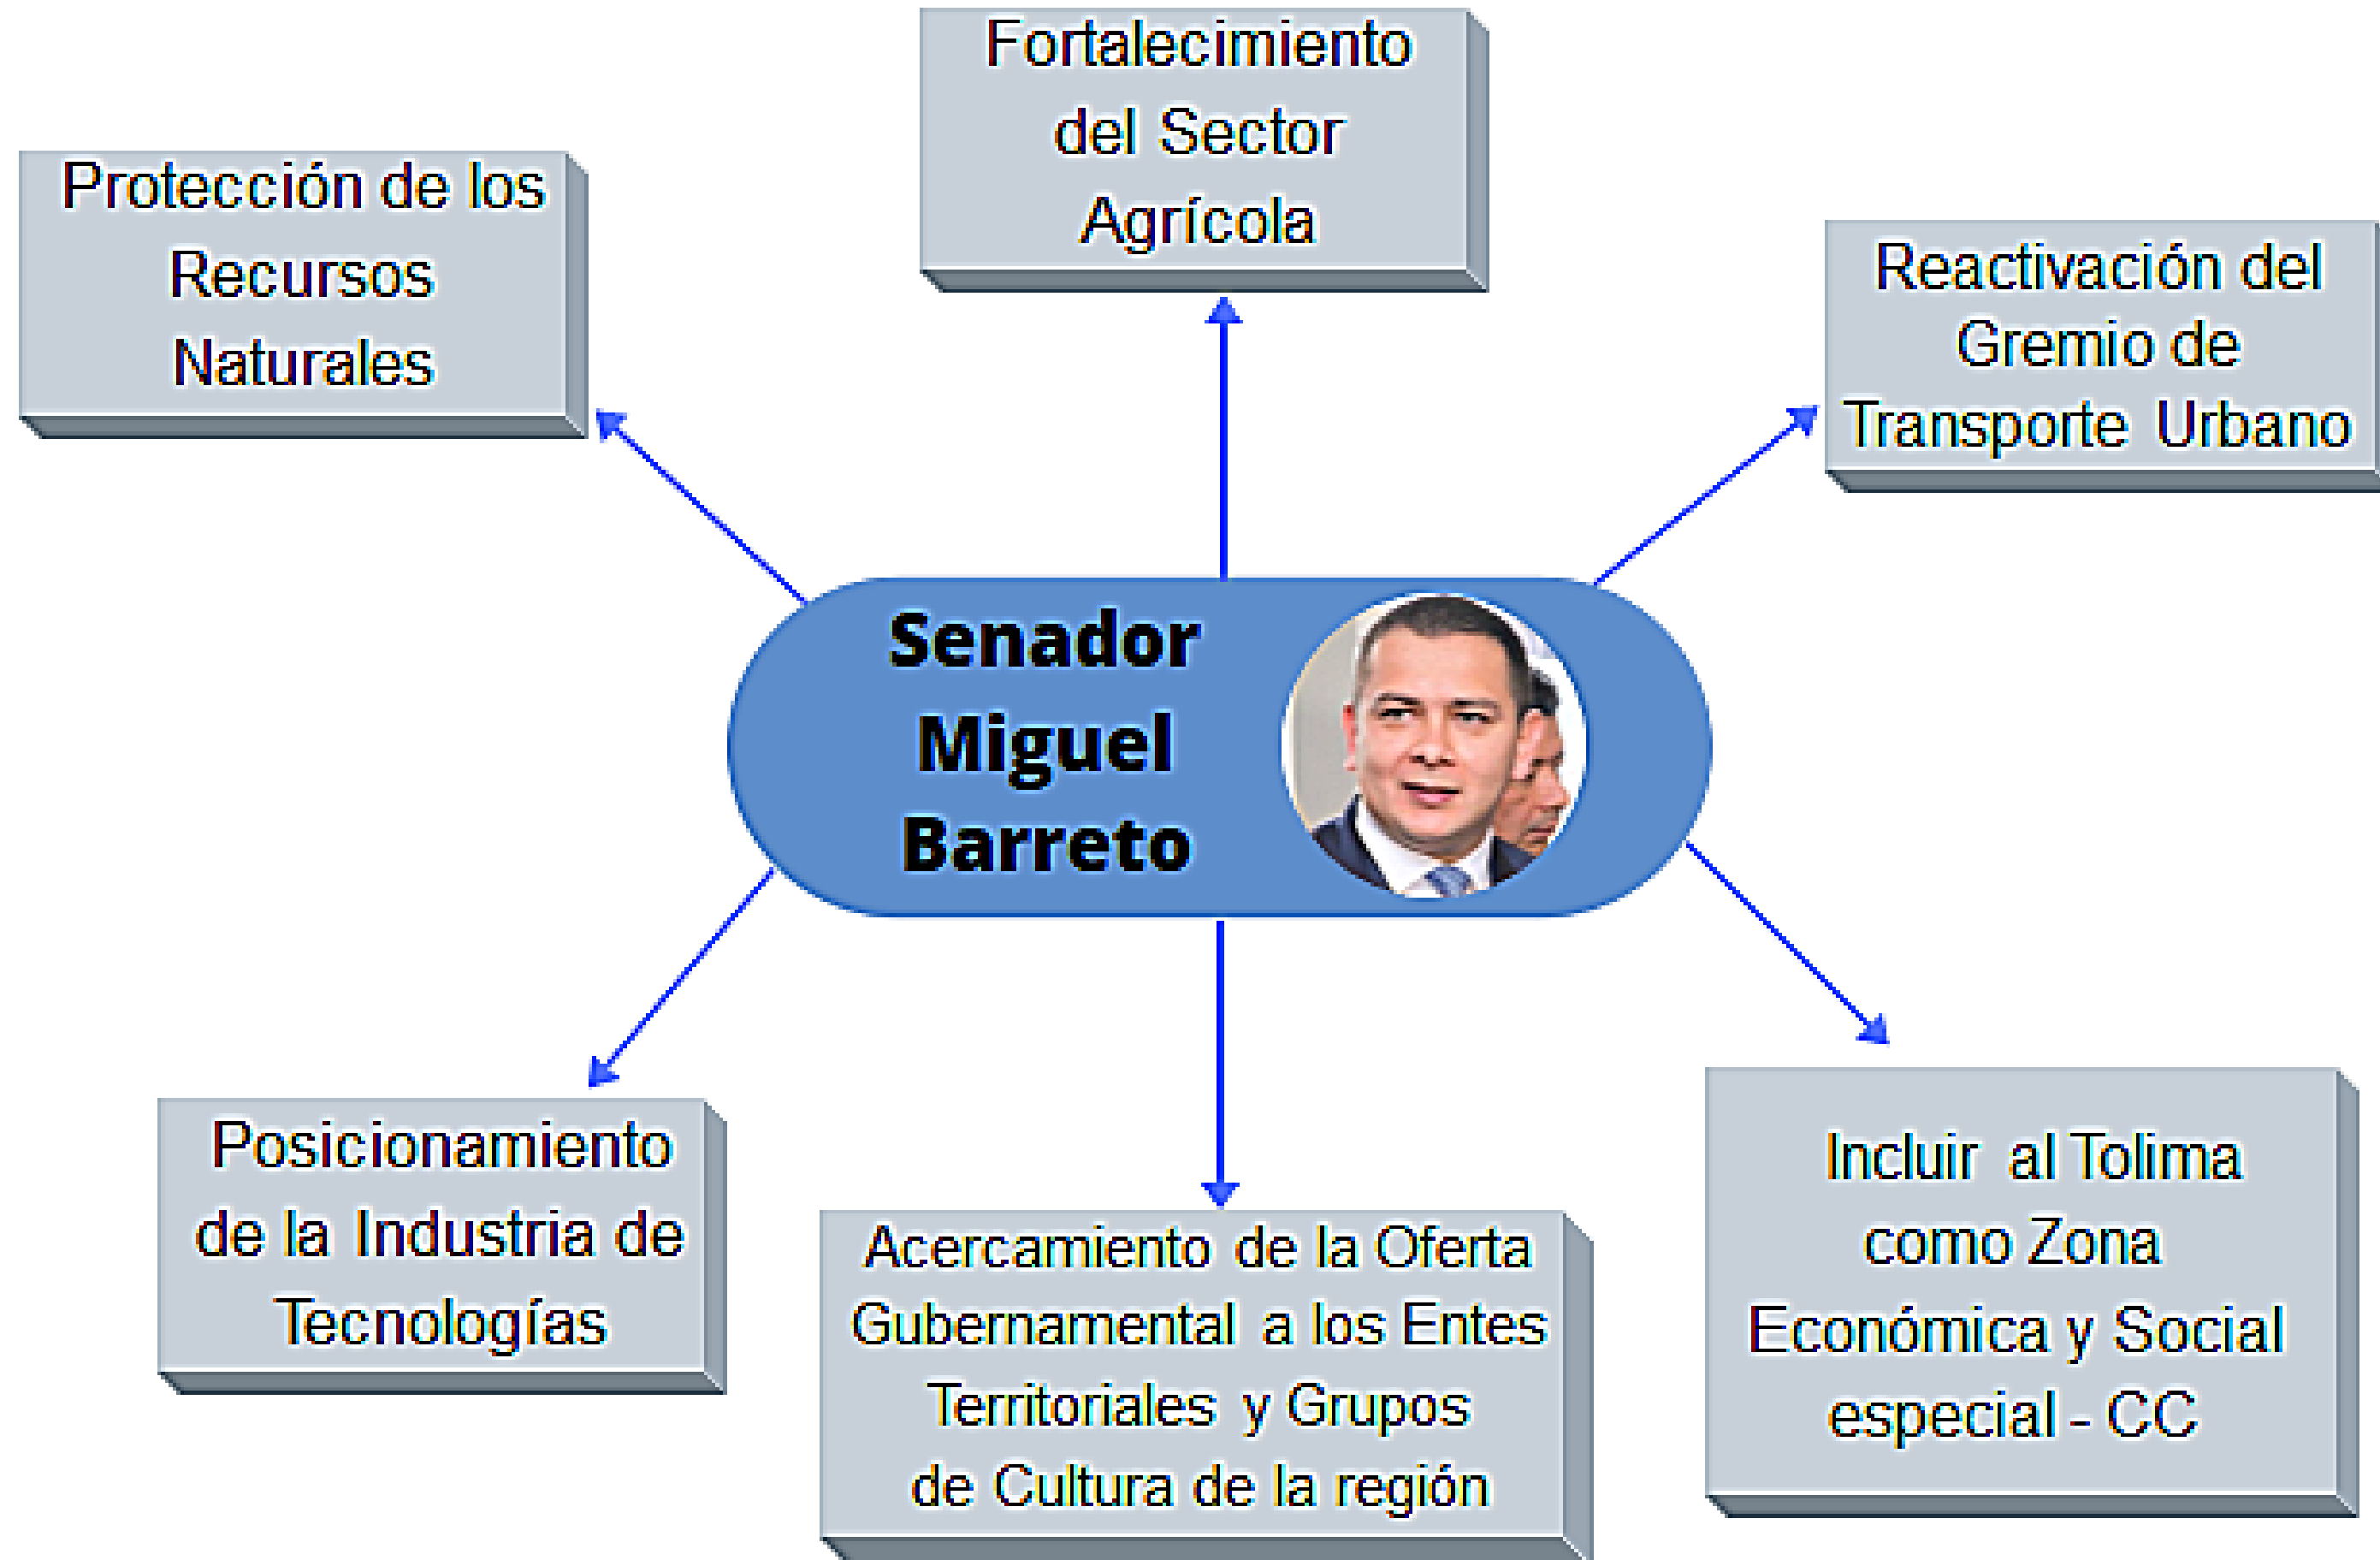 Fortalecimiento
del Sector
Agrícola
Protección de los
Recursos
Naturales
Reactivación del
Gremio de
Transporte Urbano
Senador
Miguel
Barreto
Posicionamiento
de la Industria de
Tecnologías
Acercamiento de la Oferta
Gubernamental a los Entes
Territoriales y Grupos
de Cultura de la región
Incluir al Tolima
como Zona
Económica y Social
especial - CC